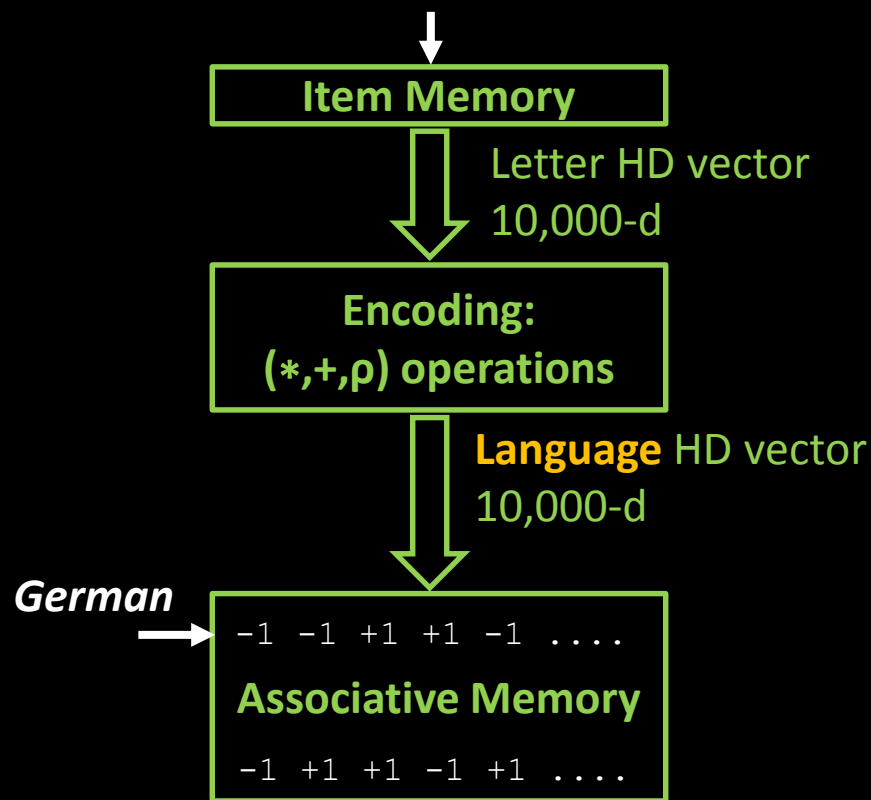 Item Memory
Letter HD vector
10,000-d
Encoding:
(*,+,ρ) operations
Language HD vector
10,000-d
German
-1 -1 +1 +1 -1 ....
Associative Memory
-1 +1 +1 -1 +1 ....